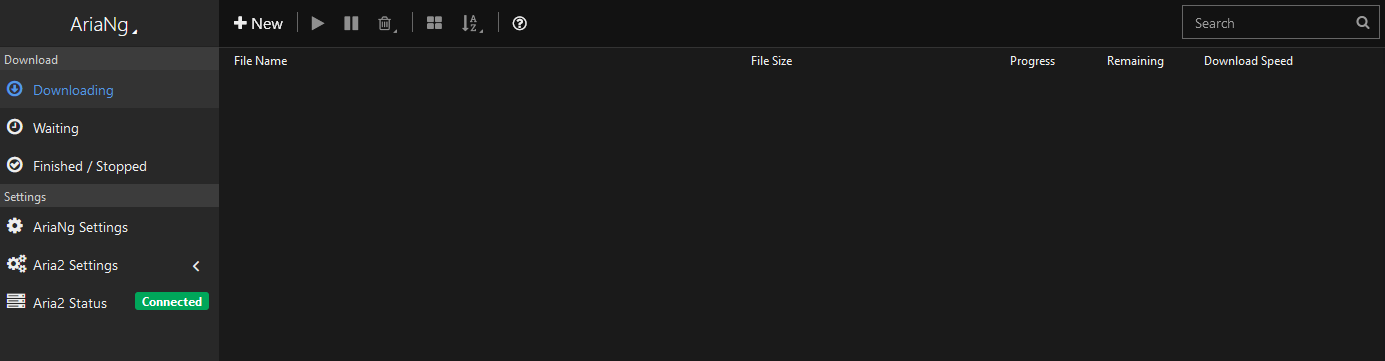 AriaNg
New
Search
Download
File Name File Size Progress Remaining Download Speed
Downloading
Waiting
Finished / Stopped
Settings
AriaNg Settings
Aria2 Settings
Aria2 Status Connected